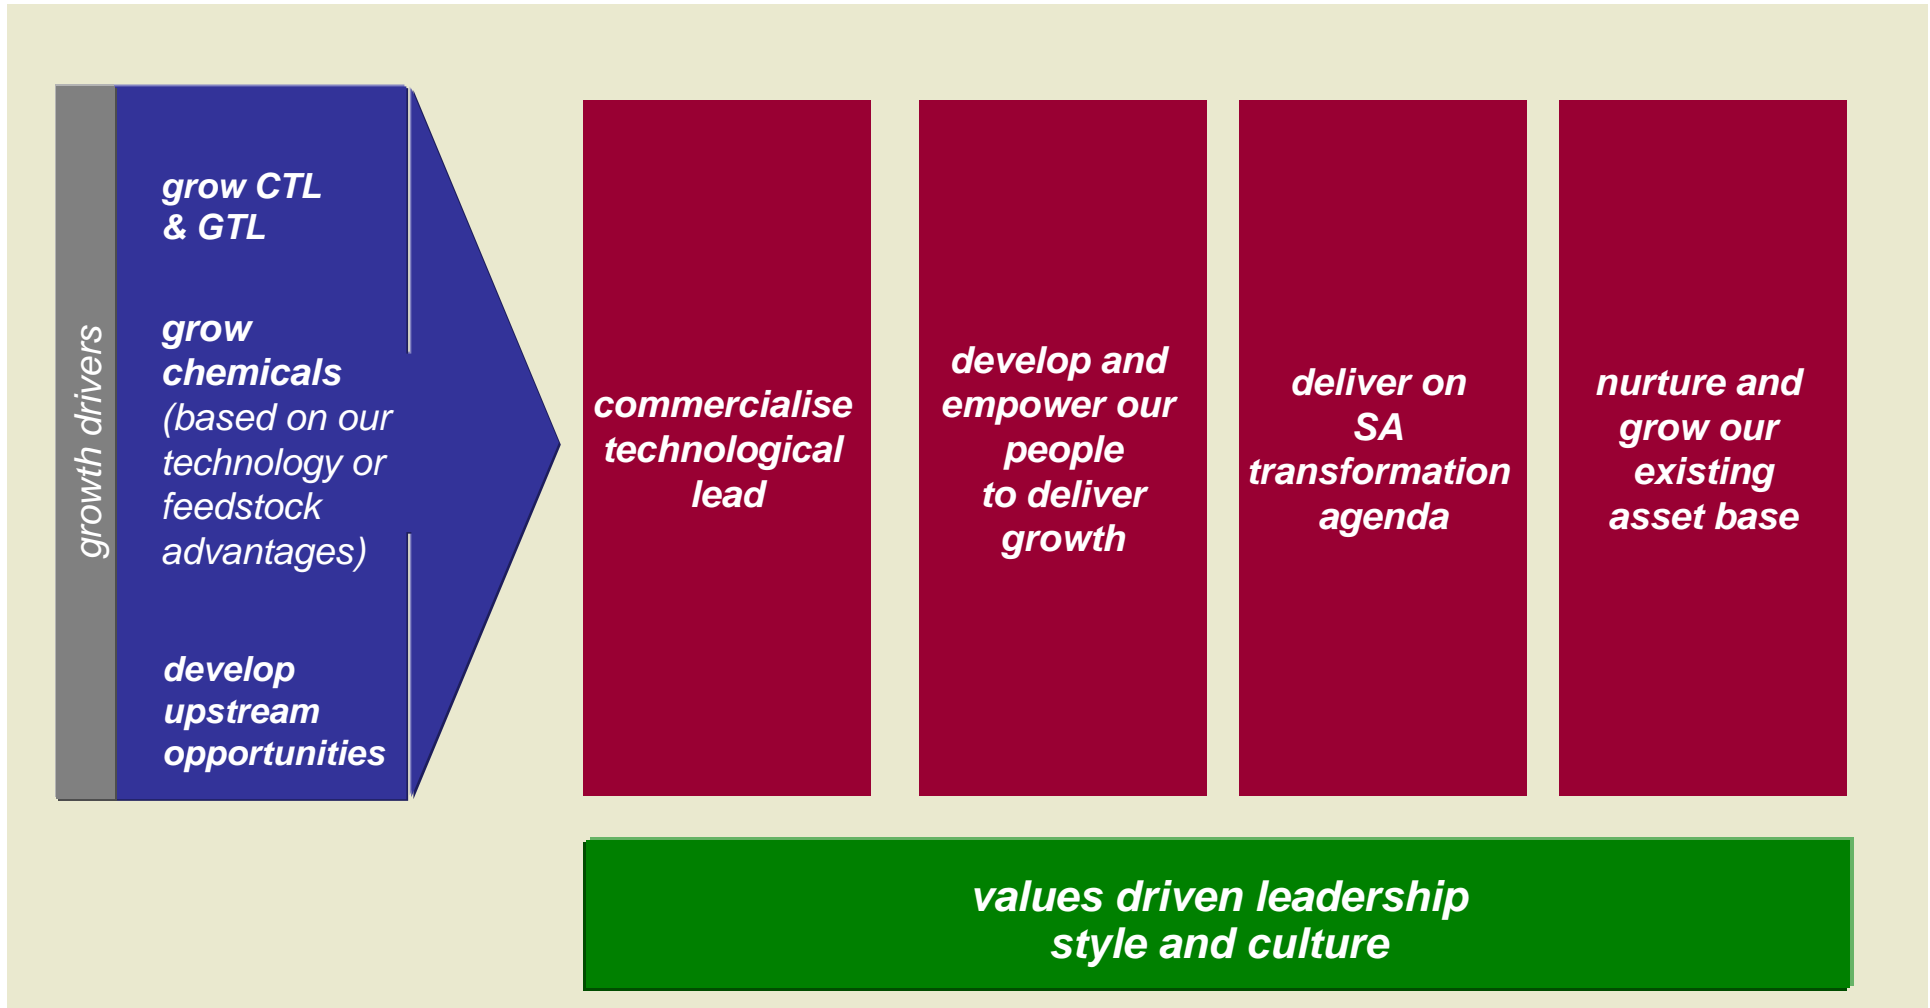 growth drivers
grow CTL
& GTL
grow
chemicals
(based on our
technology or
feedstock
advantages)
develop
upstream
opportunities
commercialise
technological
lead
develop and
empower our
people
to deliver
growth
deliver on
SA
transformation
agenda
nurture and
grow our
existing
asset base
values driven leadership
style and culture